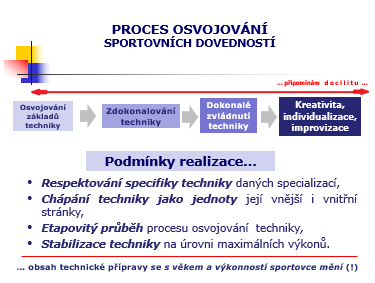 PROCES OSVOJOVÁNÍ
SPORTOVNÍCH DOVEDNOSTÍ
... připomínám docilitu ...
Osvojování
základů
techniky
Zdokonalování
techniky
Dokonalé
zvládnutí
techniky
Kreativita,
individualizace,
improvizace
Podmínky realizace...
• Respektování specifiky techniky daných specializací,
• Chápání techniky jako jednoty její vnější i vnitřní
stránky,
• Etapovitý průběh procesu osvojování techniky,
• Stabilizace techniky na úrovni maximálních výkonů.
... obsah technické přípravy se s věkem a výkonností sportovce mění (!)